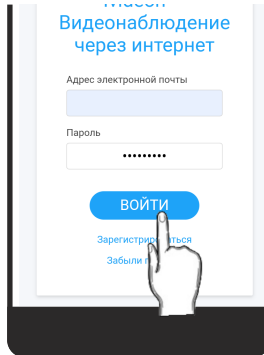 Видеонаблюдение
через интернет
Адрес электронной почты
Пароль
ВОЙТИ
Забыли